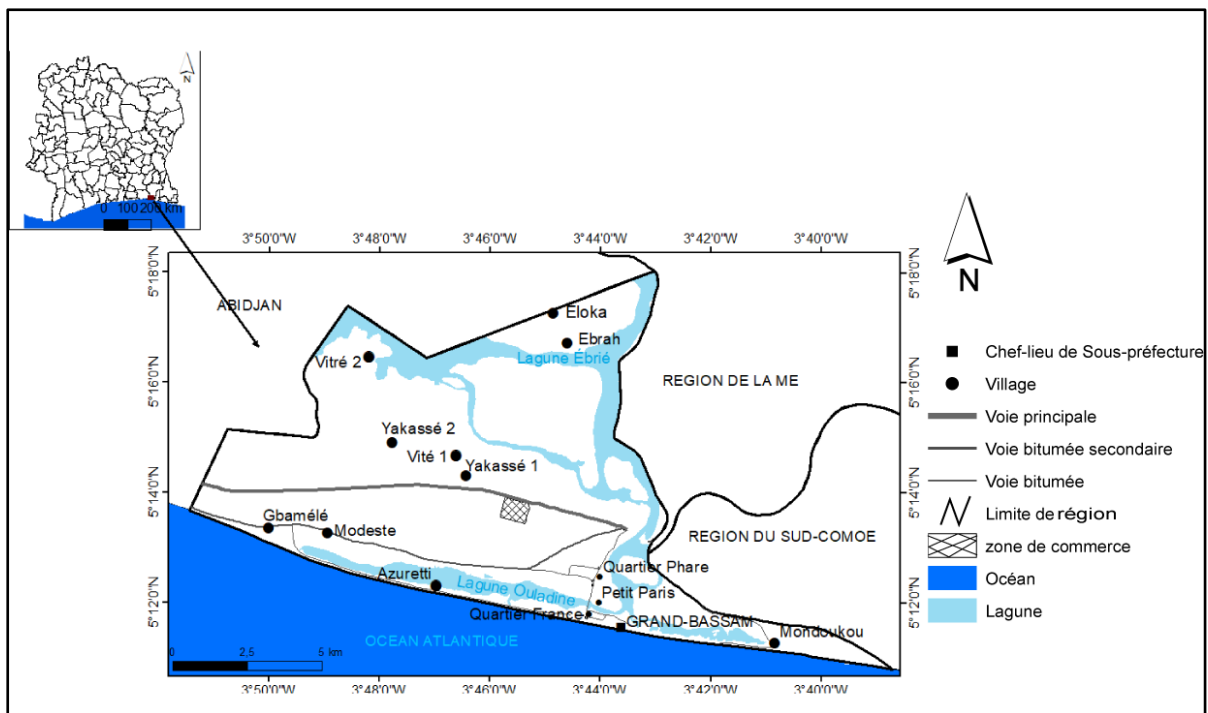 N
0 100 200 km
3°50'0"W 3°48'0"W 3°46'0"W 3°44'0"W 3°42'0"W 3°40'0"W
5°18'0"N 5°18'0"N
ABIDJAN
Eloka
Ebrah
Lagune Ébrié
Vitré 2
5°16'0"N 5°16'0"N
REGION DE LA ME
Yakassé 2
Vité 1
Yakassé 1
5°14'0"N 5°14'0"N
Gbamélé
Modeste
REGION DU SUD-COMOE
Quartier Phare
Azuretti
Lagune Ouladine
Petit Paris
5°12'0"N 5°12'0"N
Quartier France
GRAND-BASSAM
Mondoukou
OCEAN ATLANTIQUE
0 2,5 5 km
3°50'0"W 3°48'0"W 3°46'0"W 3°44'0"W 3°42'0"W 3°40'0"W
N
Chef-lieu de Sous-préfecture
Village
Voie principale
Voie bitumée secondaire
Voie bitumée
Limite de région
zone de commerce
Océan
Lagune